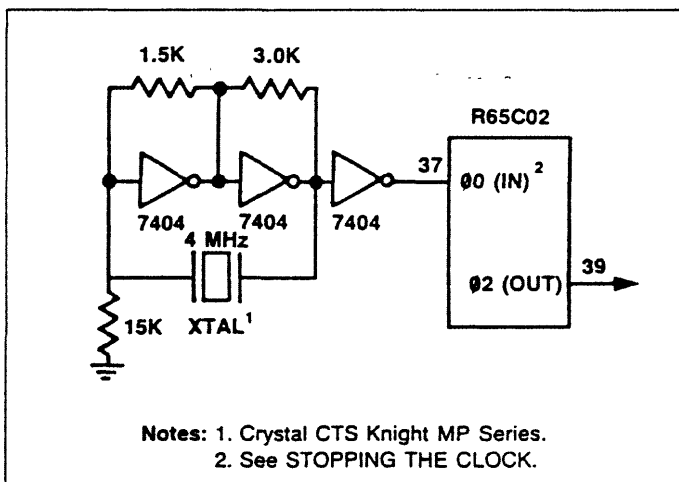 1.5K 3.0K
R65C02
37 Ø0 (IN) 2
7404 7404 7404
4 MHz
39
Ø2 (OUT)
15K XTAL1
Notes: 1. Crystal CTS Knight MP Series.
2. See STOPPING THE CLOCK.